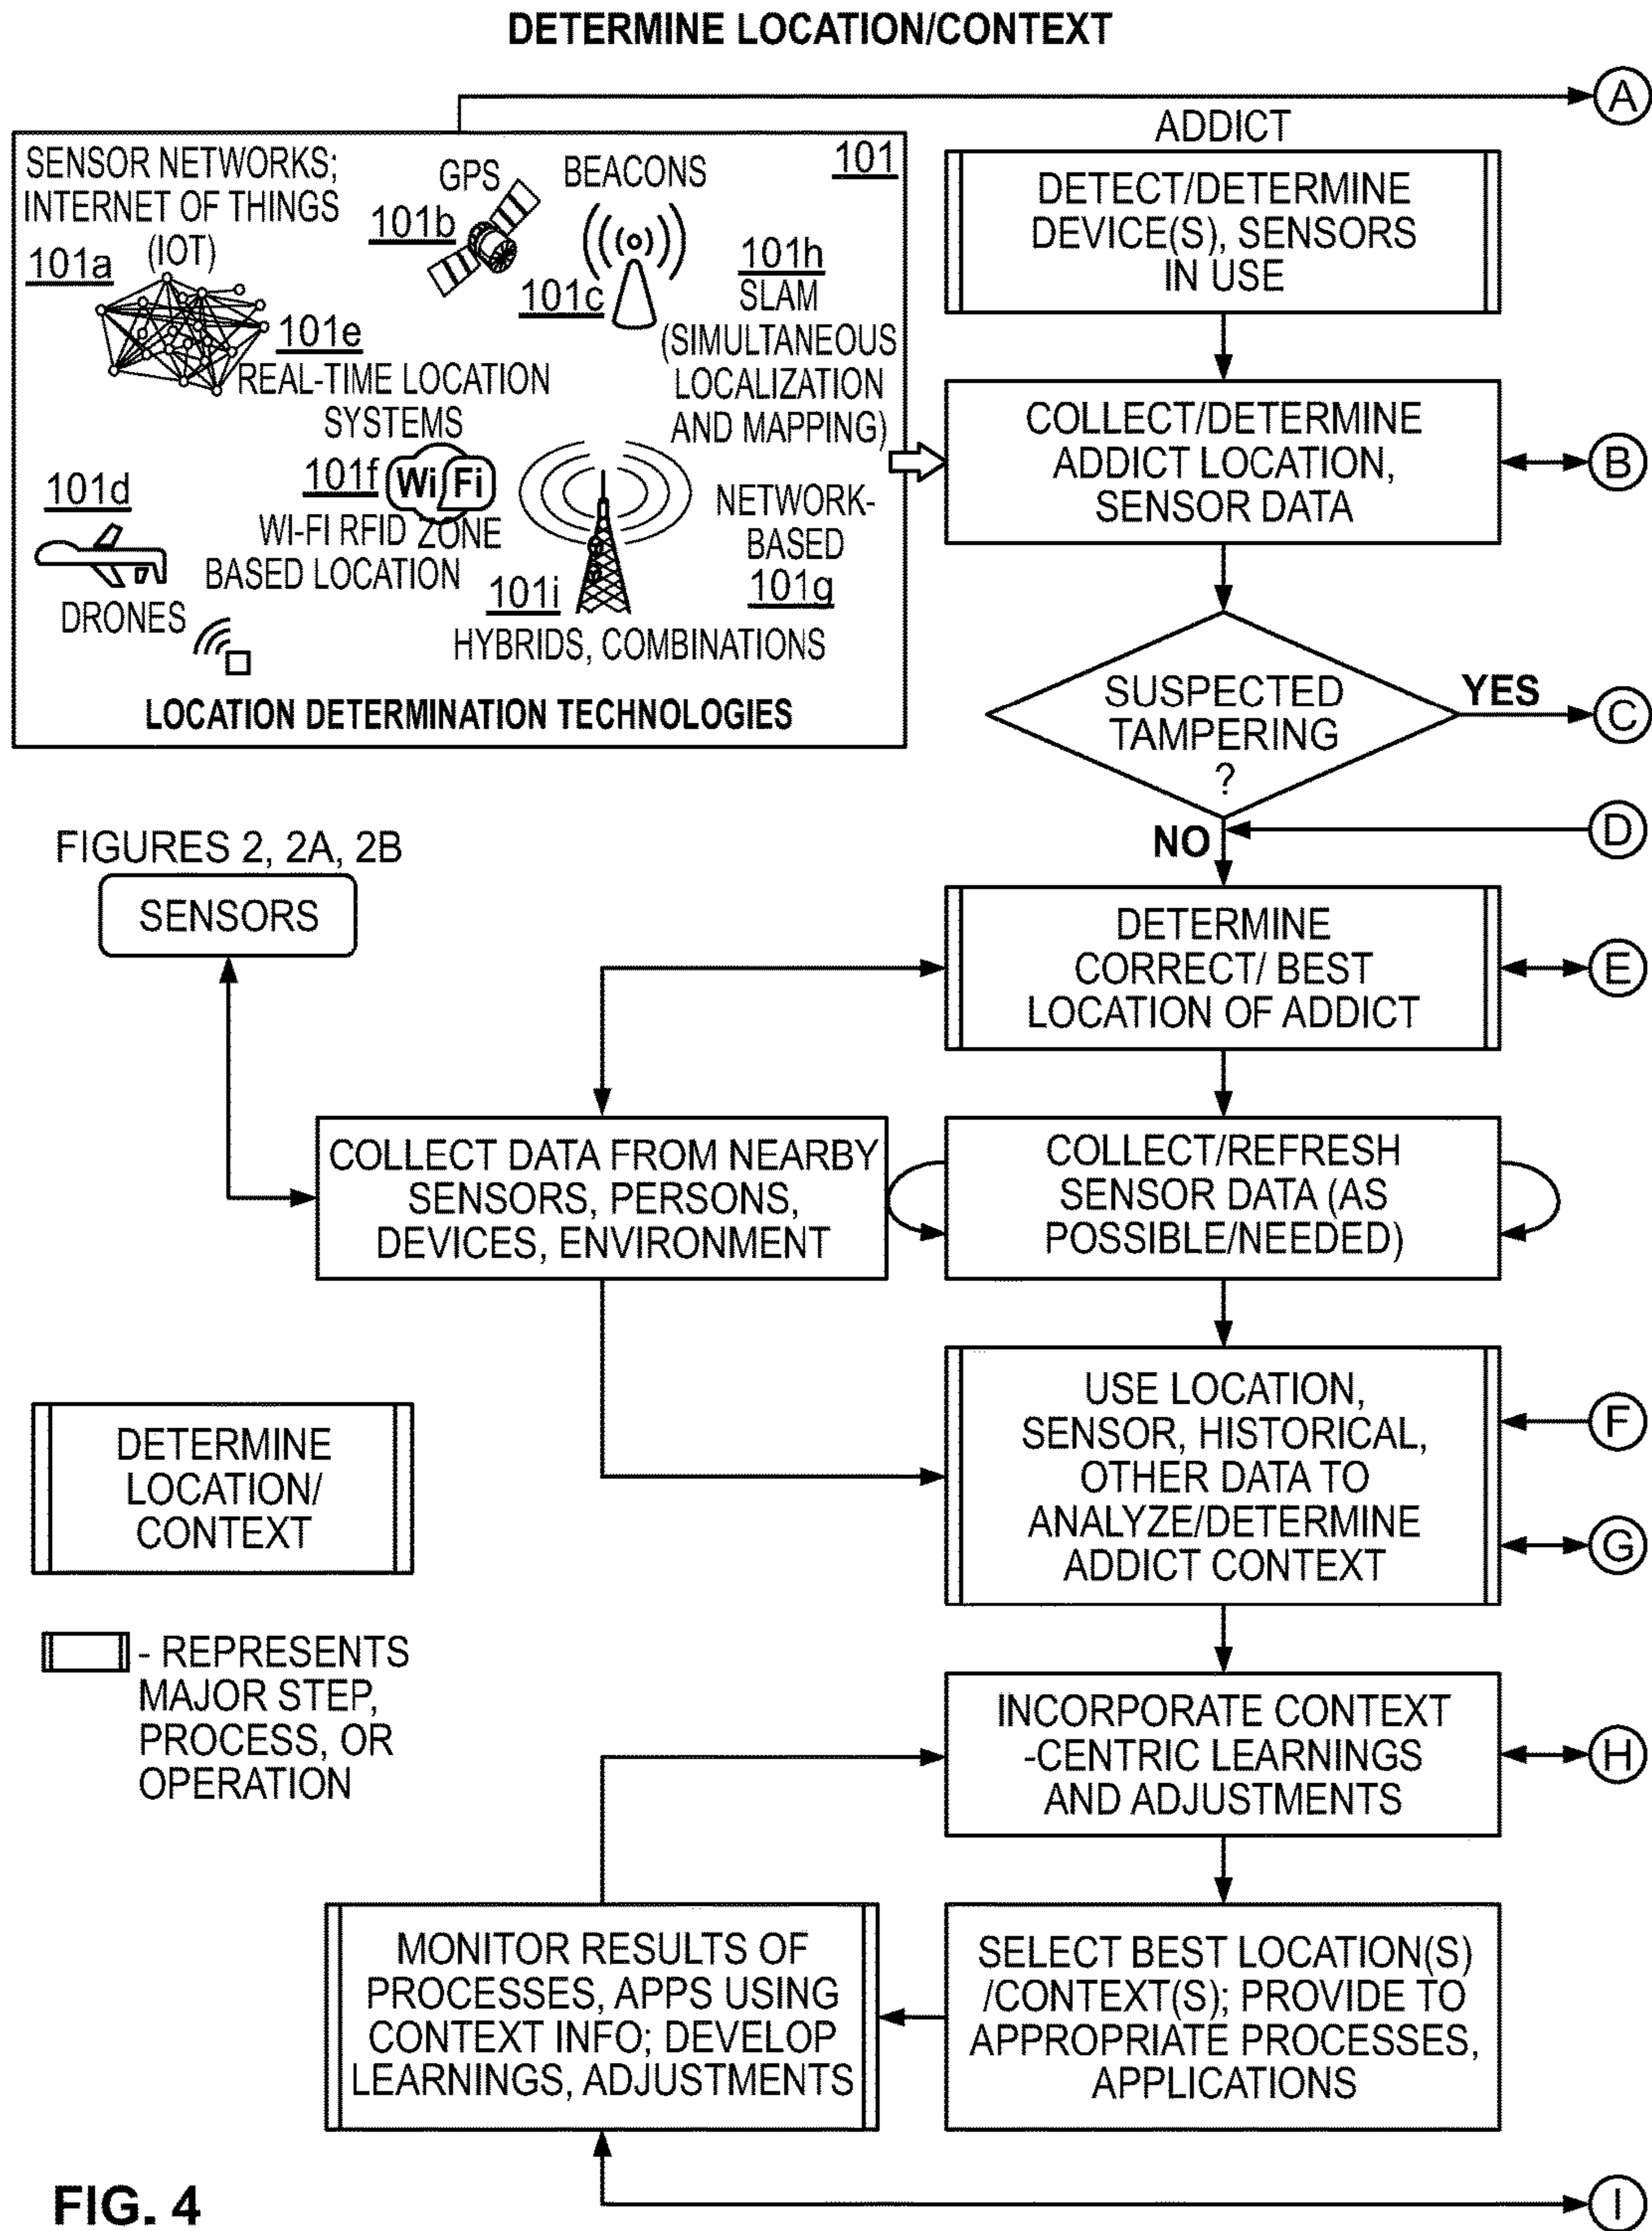 DETERMINE LOCATION/CONTEXT
A
101
SENSOR NETWORKS;
INTERNET OF THINGS
(IOT)
101a
GPS
101b
BEACONS
101c
101h
SLAM
(SIMULTANEOUS
LOCALIZATION
AND MAPPING)
101e
REAL-TIME LOCATION
SYSTEMS
101f
Wi Fi
WI-FI RFID ZONE
BASED LOCATION
101d
DRONES
NETWORK-
BASED
101g
101i
HYBRIDS, COMBINATIONS
LOCATION DETERMINATION TECHNOLOGIES
ADDICT
DETECT/DETERMINE
DEVICE(S), SENSORS
IN USE
COLLECT/DETERMINE
ADDICT LOCATION,
SENSOR DATA
B
SUSPECTED
TAMPERING
?
YES
C
NO
D
FIGURES 2, 2A, 2B
SENSORS
DETERMINE
CORRECT/ BEST
LOCATION OF ADDICT
E
COLLECT DATA FROM NEARBY
SENSORS, PERSONS,
DEVICES, ENVIRONMENT
COLLECT/REFRESH
SENSOR DATA (AS
POSSIBLE/NEEDED)
USE LOCATION,
SENSOR, HISTORICAL,
OTHER DATA TO
ANALYZE/DETERMINE
ADDICT CONTEXT
F
G
DETERMINE
LOCATION/
CONTEXT
- REPRESENTS
MAJOR STEP,
PROCESS, OR
OPERATION
INCORPORATE CONTEXT
-CENTRIC LEARNINGS
AND ADJUSTMENTS
H
MONITOR RESULTS OF
PROCESSES, APPS USING
CONTEXT INFO; DEVELOP
LEARNINGS, ADJUSTMENTS
SELECT BEST LOCATION(S)
/CONTEXT(S); PROVIDE TO
APPROPRIATE PROCESSES,
APPLICATIONS
I
FIG. 4